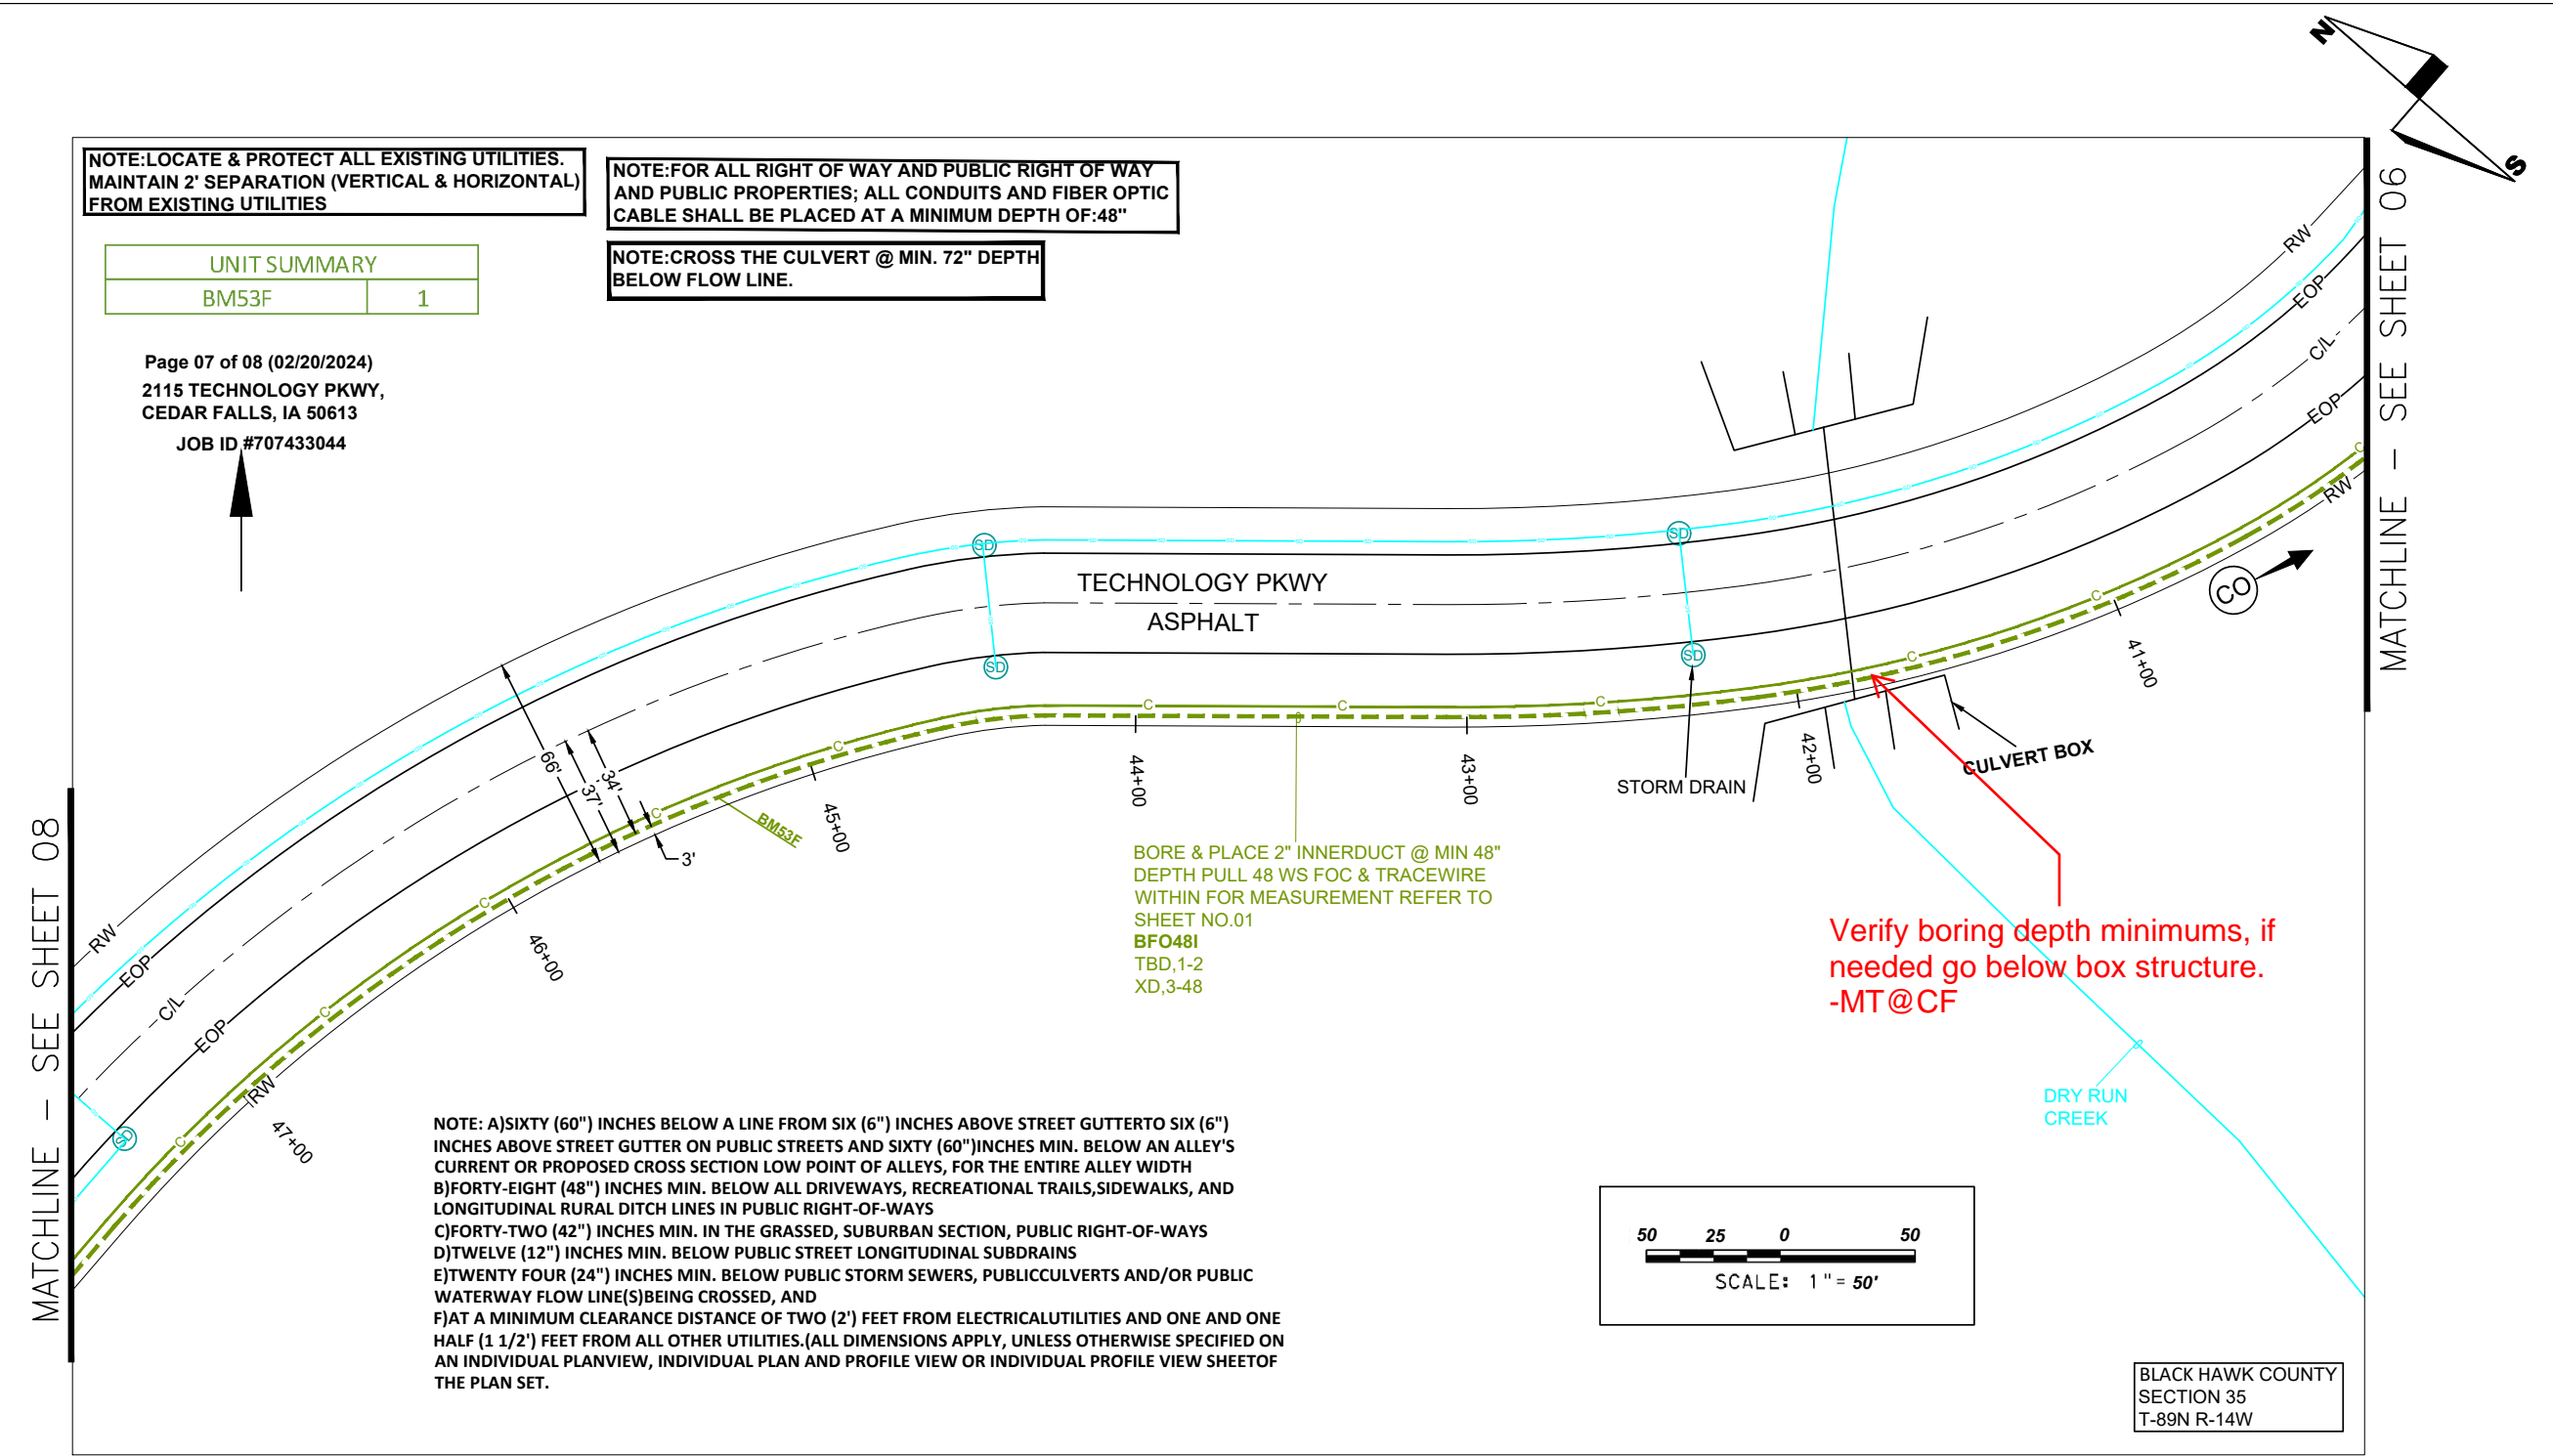 N
S
NOTE:LOCATE & PROTECT ALL EXISTING UTILITIES.
MAINTAIN 2' SEPARATION (VERTICAL & HORIZONTAL)
FROM EXISTING UTILITIES
NOTE:FOR ALL RIGHT OF WAY AND PUBLIC RIGHT OF WAY
AND PUBLIC PROPERTIES; ALL CONDUITS AND FIBER OPTIC
CABLE SHALL BE PLACED AT A MINIMUM DEPTH OF:48"
NOTE:CROSS THE CULVERT @ MIN. 72" DEPTH
BELOW FLOW LINE.
UNIT SUMMARY
BM53F 1
Page 07 of 08 (02/20/2024)
2115 TECHNOLOGY PKWY,
CEDAR FALLS, IA 50613
JOB ID #707433044
MATCHLINE - SEE SHEET 06
RW
EOP
C/L
EOP
C
RW
CO
SD
SD
TECHNOLOGY PKWY
ASPHALT
SD
SD
C
C
41+00
C
C
C
C
66'
37'
34'
3'
C
BM53F
45+00
44+00
43+00
42+00
STORM DRAIN
CULVERT BOX
MATCHLINE - SEE SHEET 08
RW
EOP
C/L
EOP
C
46+00
C
RW
47+00
C
SD
BORE & PLACE 2" INNERDUCT @ MIN 48"
DEPTH PULL 48 WS FOC & TRACEWIRE
WITHIN FOR MEASUREMENT REFER TO
SHEET NO.01
BFO48I
TBD,1-2
XD,3-48
Verify boring depth minimums, if
needed go below box structure.
-MT@CF
DRY RUN
CREEK
NOTE: A)SIXTY (60") INCHES BELOW A LINE FROM SIX (6") INCHES ABOVE STREET GUTTERTO SIX (6")
INCHES ABOVE STREET GUTTER ON PUBLIC STREETS AND SIXTY (60")INCHES MIN. BELOW AN ALLEY'S
CURRENT OR PROPOSED CROSS SECTION LOW POINT OF ALLEYS, FOR THE ENTIRE ALLEY WIDTH
B)FORTY-EIGHT (48") INCHES MIN. BELOW ALL DRIVEWAYS, RECREATIONAL TRAILS,SIDEWALKS, AND
LONGITUDINAL RURAL DITCH LINES IN PUBLIC RIGHT-OF-WAYS
C)FORTY-TWO (42") INCHES MIN. IN THE GRASSED, SUBURBAN SECTION, PUBLIC RIGHT-OF-WAYS
D)TWELVE (12") INCHES MIN. BELOW PUBLIC STREET LONGITUDINAL SUBDRAINS
E)TWENTY FOUR (24") INCHES MIN. BELOW PUBLIC STORM SEWERS, PUBLICCULVERTS AND/OR PUBLIC
WATERWAY FLOW LINE(S)BEING CROSSED, AND
F)AT A MINIMUM CLEARANCE DISTANCE OF TWO (2') FEET FROM ELECTRICALUTILITIES AND ONE AND ONE
HALF (1 1/2') FEET FROM ALL OTHER UTILITIES.(ALL DIMENSIONS APPLY, UNLESS OTHERWISE SPECIFIED ON
AN INDIVIDUAL PLANVIEW, INDIVIDUAL PLAN AND PROFILE VIEW OR INDIVIDUAL PROFILE VIEW SHEETOF
THE PLAN SET.
50 25 0 50
SCALE: 1"= 50'
BLACK HAWK COUNTY
SECTION 35
T-89N R-14W